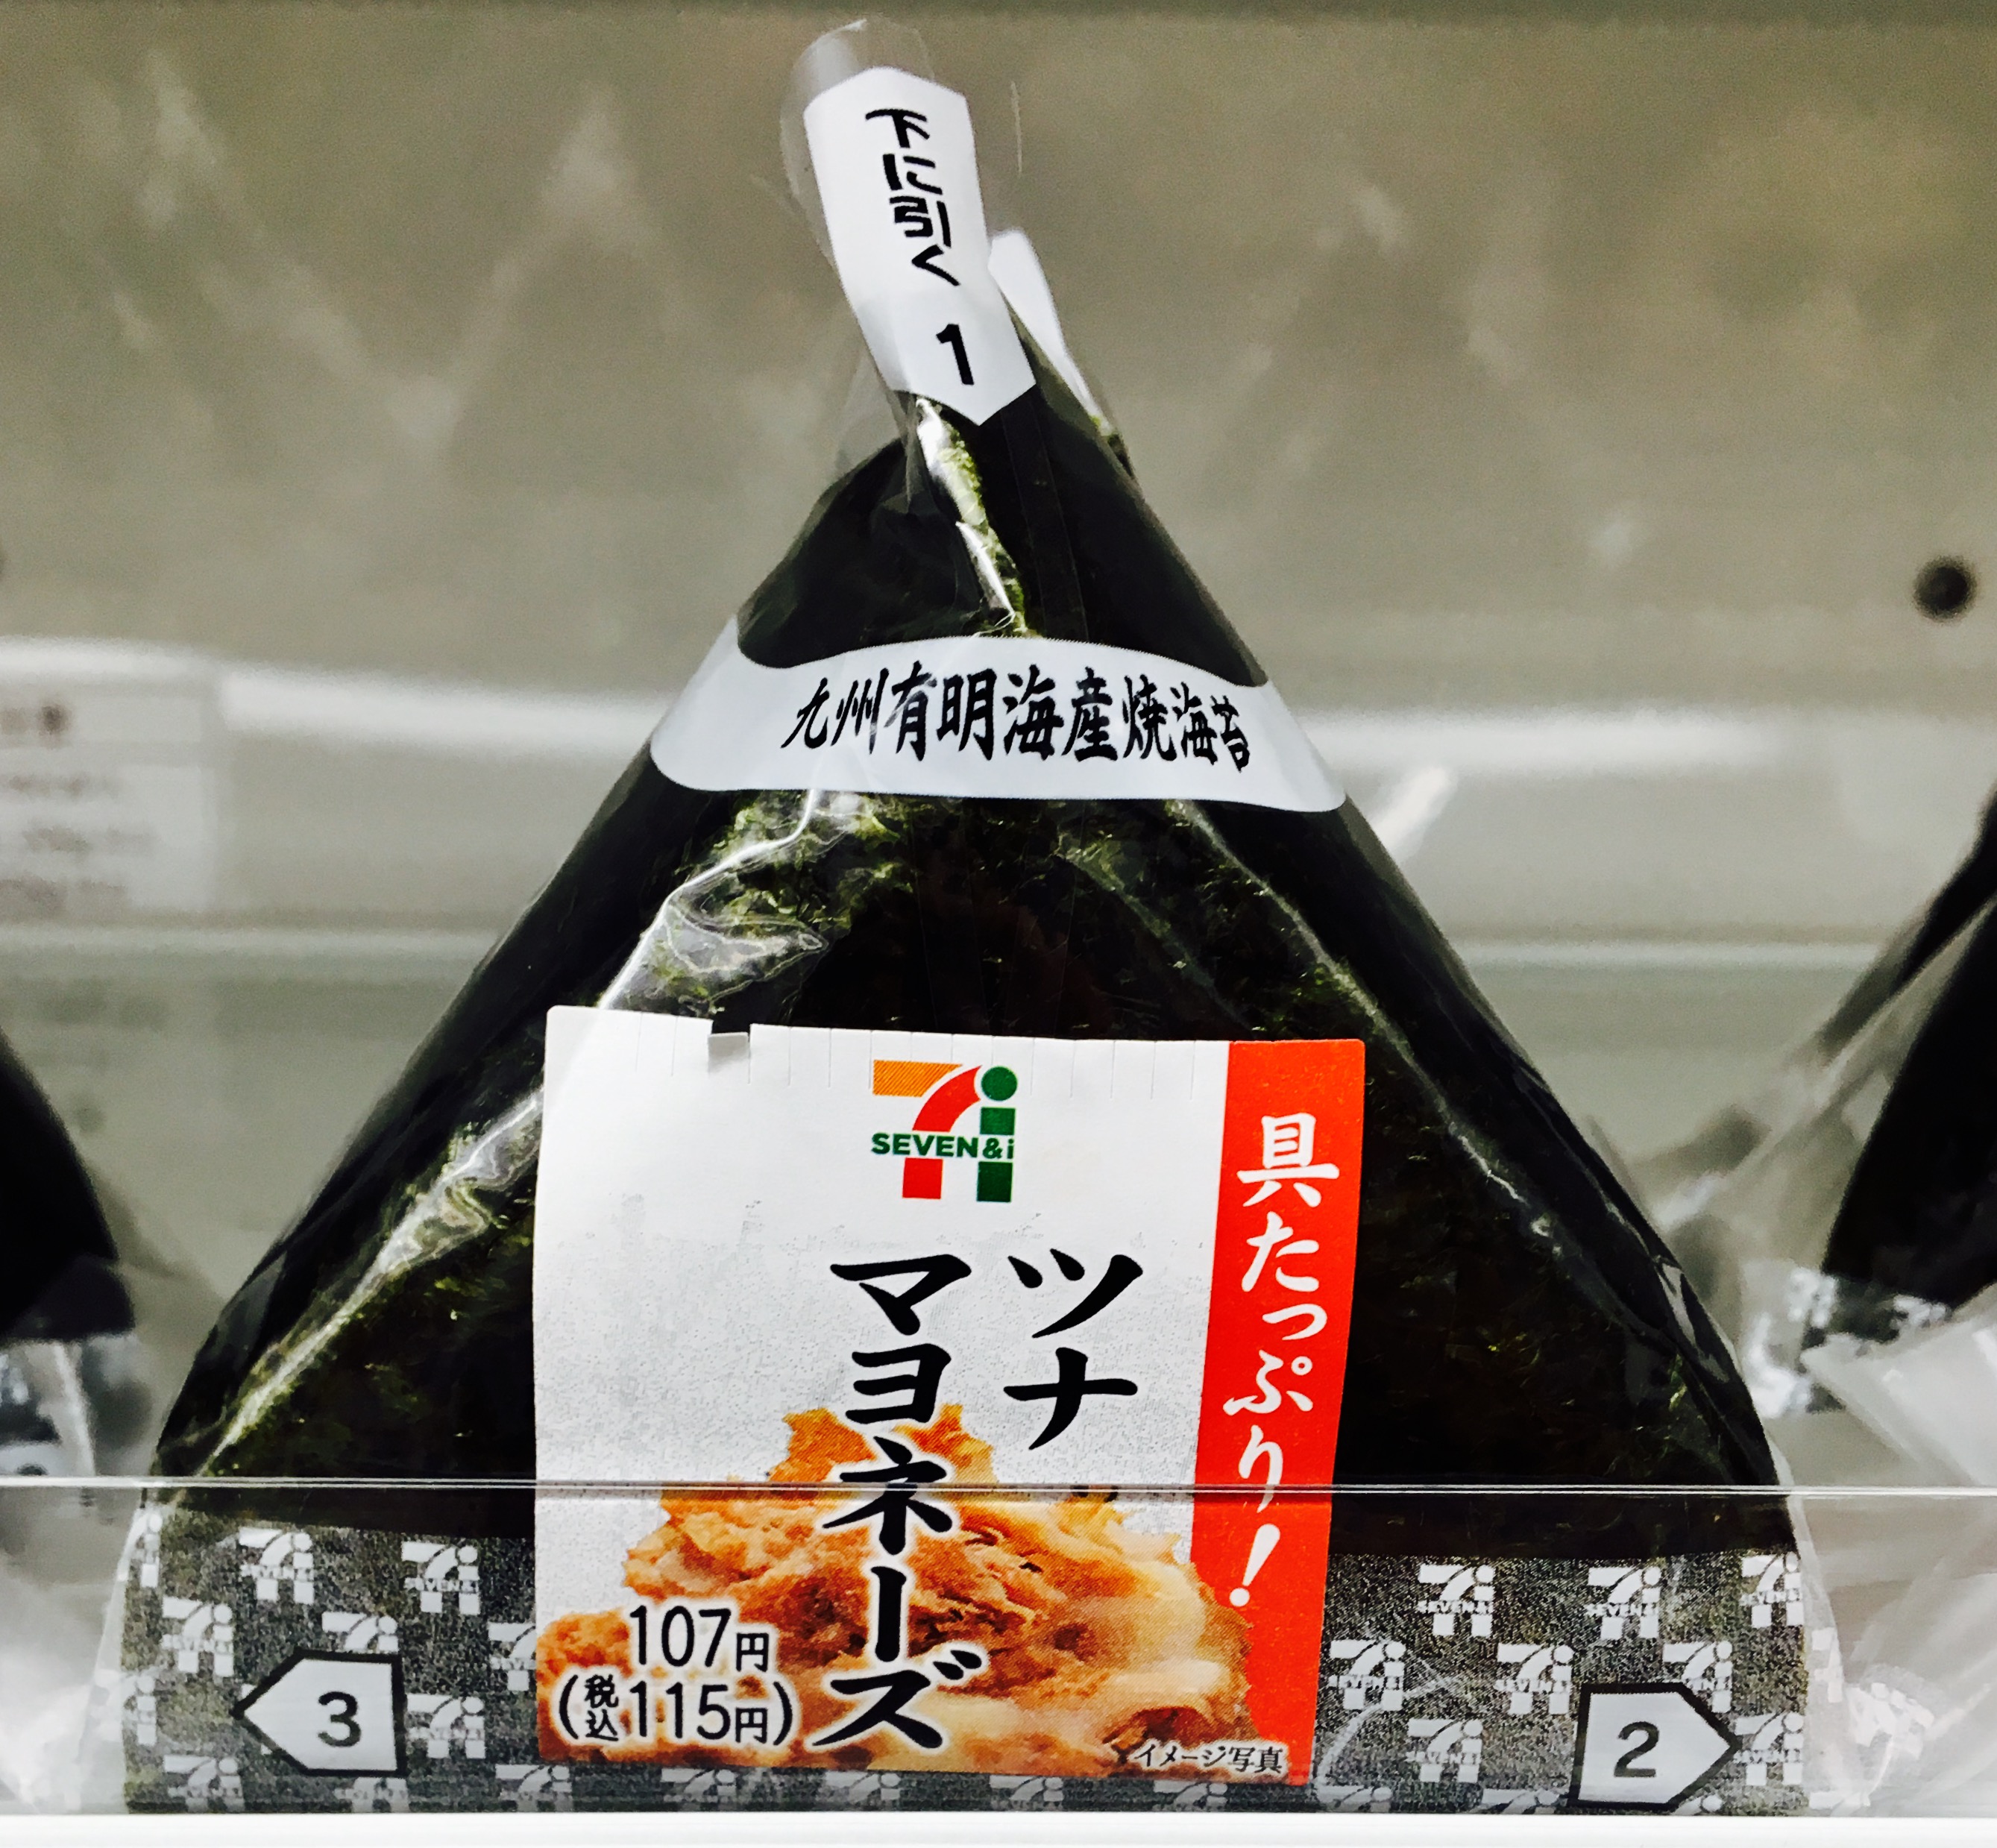 下に引く
1
九州有明海産焼海苔
SEVEN&i
具たっぷり!
ツナ
マヨネーズ
107円
(税込115円)
イメージ写真
3
2